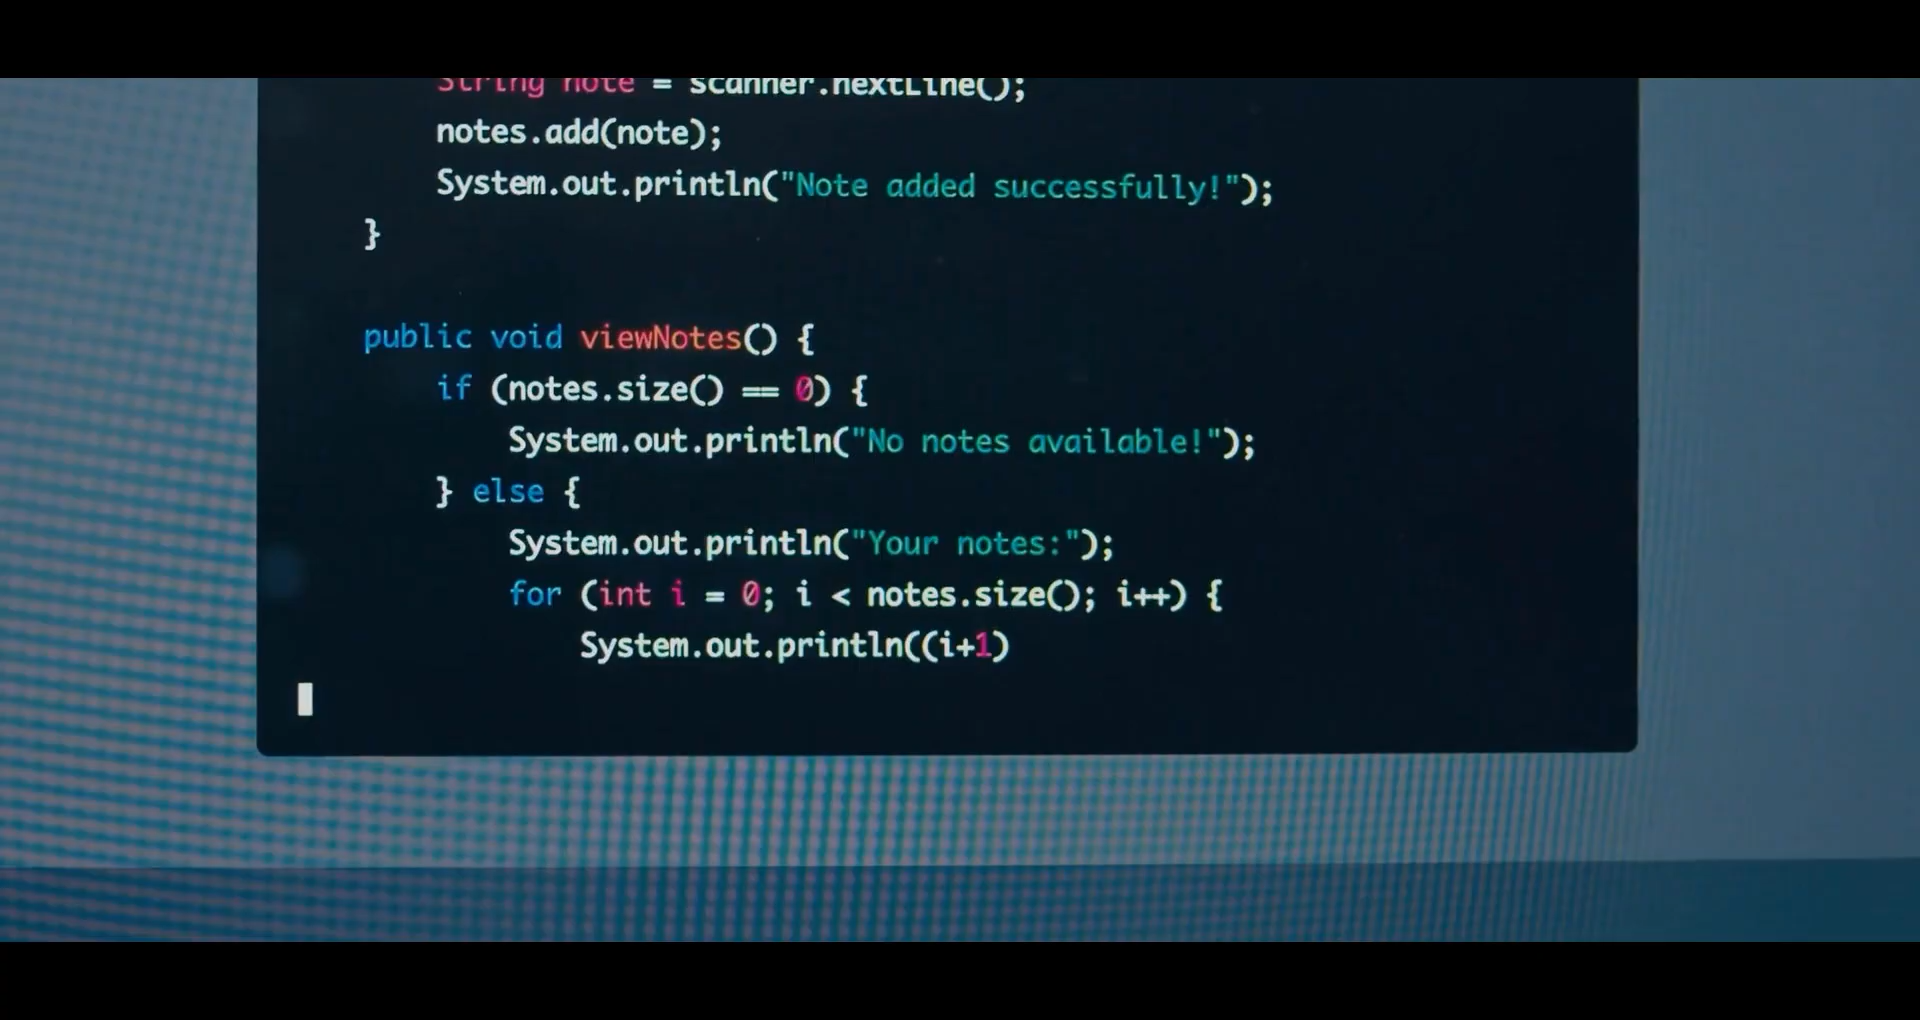 String note = scanner.nextLine();
notes.add(note);
System.out.println("Note added successfully!");
}
public void viewNotes() {
if (notes.size() == 0) {
System.out.println("No notes available!");
} else {
System.out.println("Your notes:");
for (int i = 0; i < notes.size(); i++) {
System.out.println((i+1)